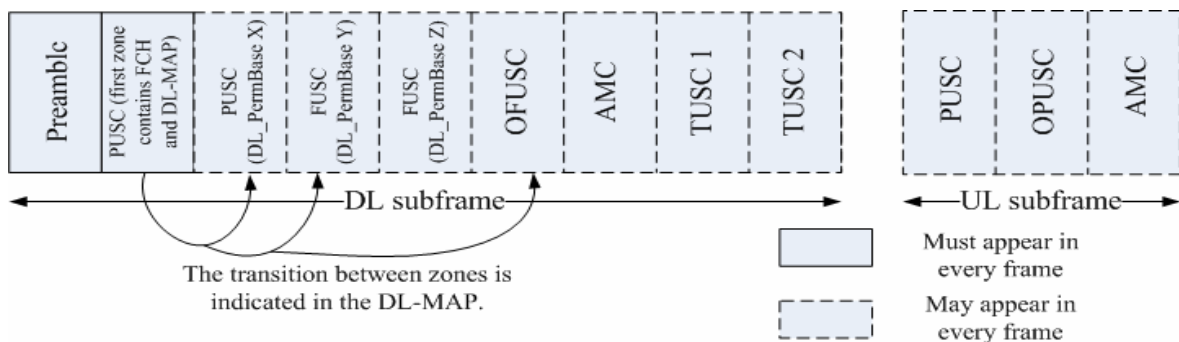 Preamble
PUSC (first zone
contains FCH
and DL-MAP)
PUSC
(DL_PermBase X)
FUSC
(DL_PermBase Y)
FUSC
(DL_PermBase Z)
OFUSC
AMC
TUSC 1
TUSC 2
PUSC
OPUSC
AMC
DL subframe
UL subframe
The transition between zones is
indicated in the DL-MAP.
Must appear in
every frame
May appear in
every frame